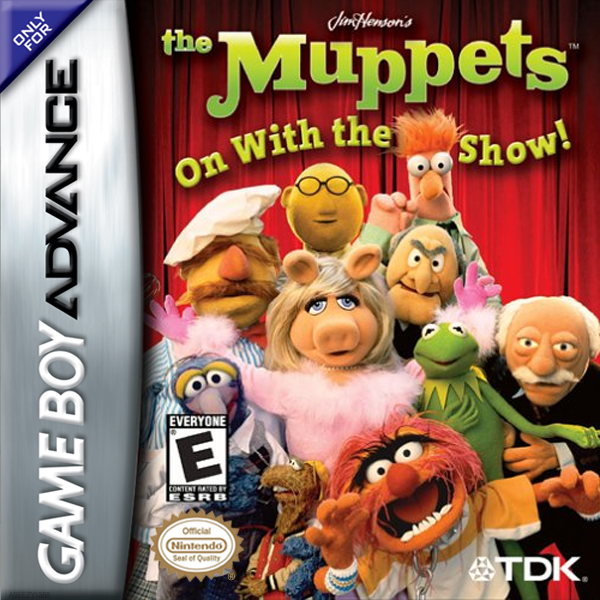 ONLY
FOR
GAME BOY ADVANCE
Jim Henson's
the Muppets™
On With the Show!
EVERYONE
E
CONTENT RATED BY
ESRB
Official
Nintendo
Seal of Quality
®
TDK